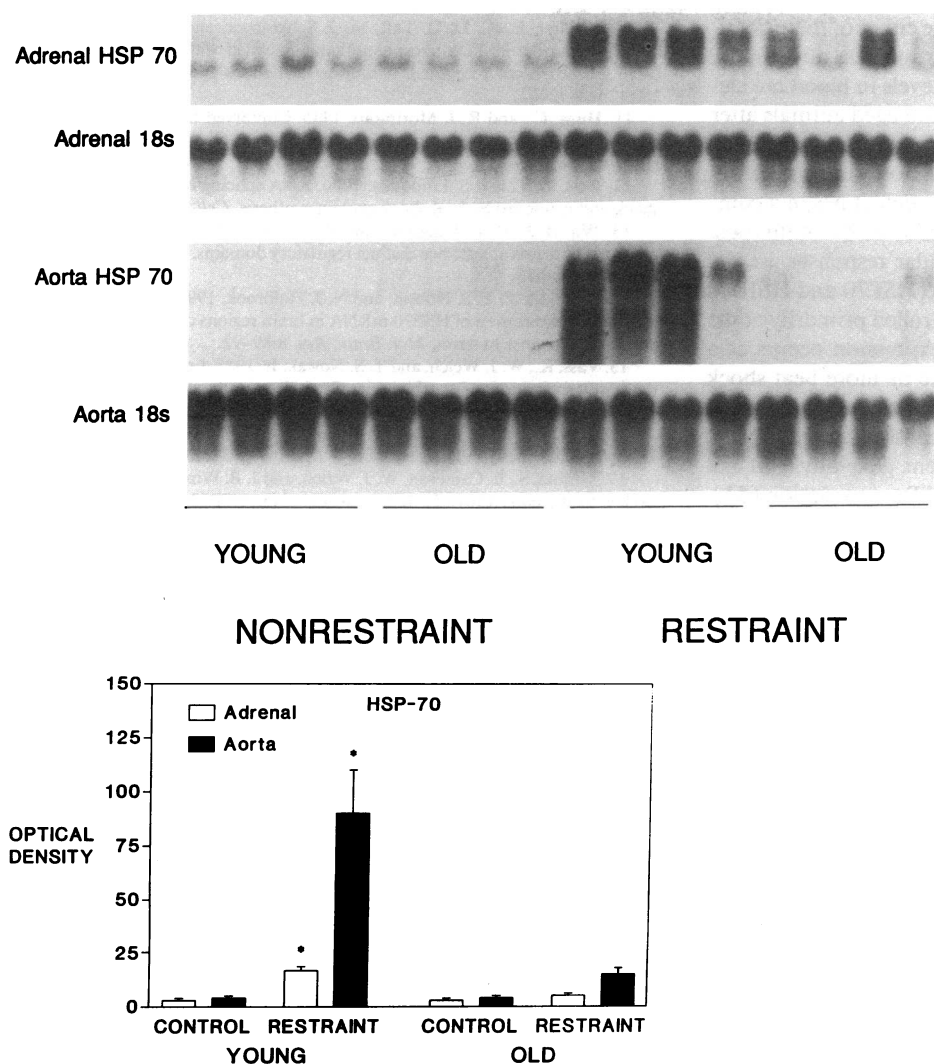 Adrenal HSP 70
Adrenal 18s
Aorta HSP 70
Aorta 18s
YOUNG OLD YOUNG OLD
NONRESTRAINT RESTRAINT
150
125
100
75
50
25
0
OPTICAL
DENSITY
HSP-70
Adrenal
Aorta
*
*
CONTROL RESTRAINT CONTROL RESTRAINT
YOUNG OLD